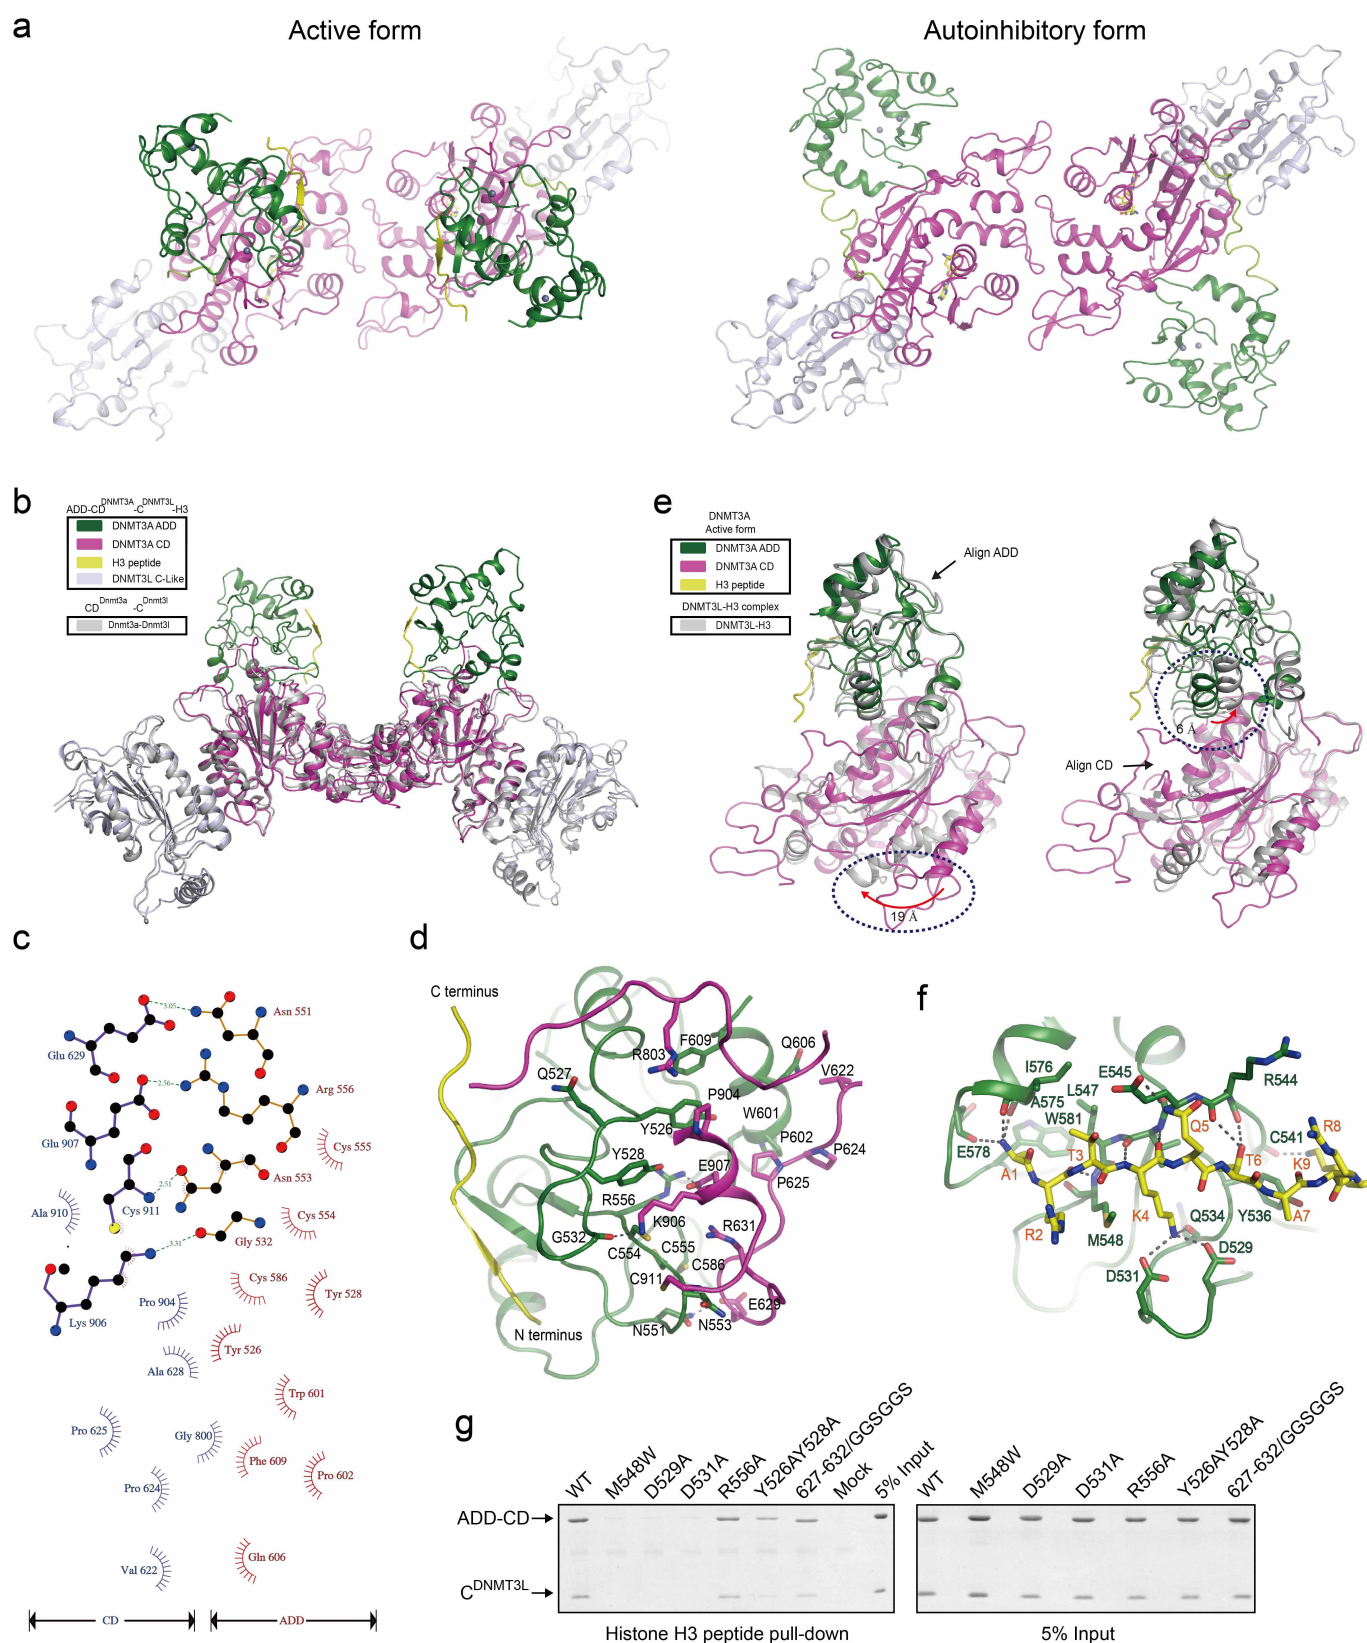 a
Active form
Autoinhibitory form
b
ADD-CD^DNMT3A-C^DNMT3L-H3
DNMT3A ADD
DNMT3A CD
H3 peptide
DNMT3L C-Like
CD^Dnmt3a-C^Dnmt3l
Dnmt3a-Dnmt3l
e
DNMT3A
Active form
DNMT3A ADD
DNMT3A CD
H3 peptide
DNMT3L-H3 complex
DNMT3L-H3
Align ADD
19 Å
Align CD
6 Å
c
3.05
Asn 551
Glu 629
2.56
Arg 556
Glu 907
Cys 555
Asn 553
2.51
Cys 911
Ala 910
Cys 554
3.31
Gly 532
Lys 906
Cys 586
Tyr 528
Pro 904
Tyr 526
Ala 628
Trp 601
Pro 625
Gly 800
Phe 609
Pro 602
Pro 624
Gln 606
Val 622
CD
ADD
d
C terminus
Q527
R803
F609
Q606
V622
P904
Y526
W601
P602
P624
Y528
E907
P625
R556
K906
R631
G532
C554
C555
C586
C911
E629
N551
N553
N terminus
f
I576
E545
R544
A575
L547
W581
Q5
C541
R8
E578
A1
T3
T6
K9
R2
M548
K4
Q534
Y536
A7
D529
D531
g
WT
M548W
D529A
D531A
R556A
Y526AY528A
627-632/GGSGGS
Mock
5% Input
WT
M548W
D529A
D531A
R556A
Y526AY528A
627-632/GGSGGS
ADD-CD
C^DNMT3L
Histone H3 peptide pull-down
5% Input